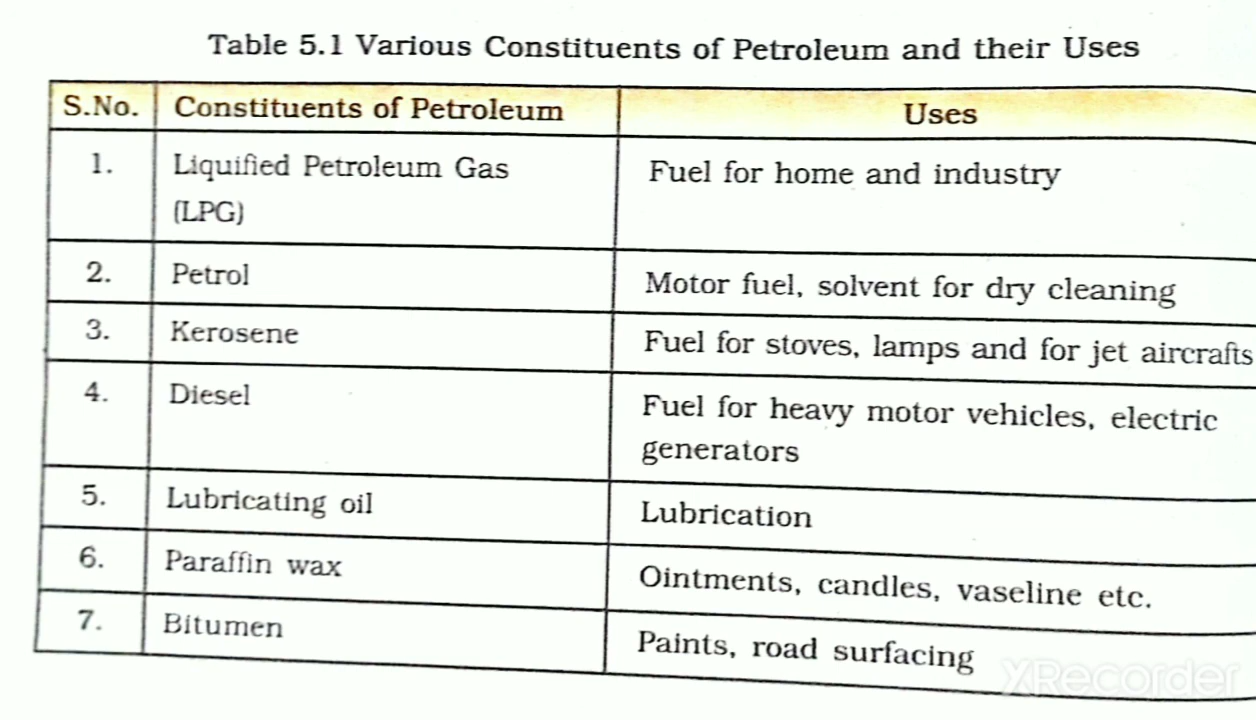 Table 5.1 Various Constituents of Petroleum and their Uses
S.No. Constituents of Petroleum Uses
1. Liquified Petroleum Gas Fuel for home and industry
(LPG)
2. Petrol Motor fuel, solvent for dry cleaning
3. Kerosene Fuel for stoves, lamps and for jet aircrafts
4. Diesel Fuel for heavy motor vehicles, electric
generators
5. Lubricating oil Lubrication
6. Paraffin wax Ointments, candles, vaseline etc.
7. Bitumen Paints, road surfacing
XRecorder